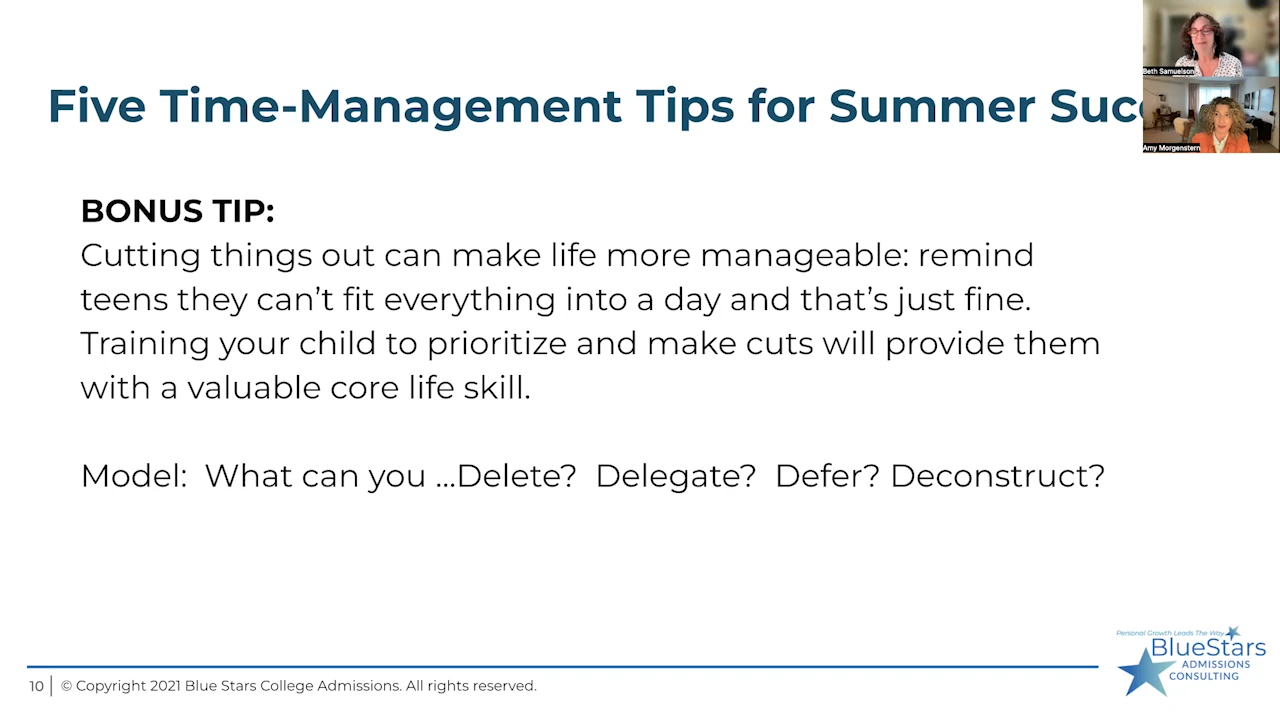 Five Time-Management Tips for Summer Suc
Beth Samuelson
Amy Morgenstern
BONUS TIP:
Cutting things out can make life more manageable: remind
teens they can’t fit everything into a day and that’s just fine.
Training your child to prioritize and make cuts will provide them
with a valuable core life skill.
Model:  What can you ...Delete?  Delegate?  Defer? Deconstruct?
Personal Growth Leads The Way
BlueStars
ADMISSIONS
CONSULTING
10 | © Copyright 2021 Blue Stars College Admissions. All rights reserved.